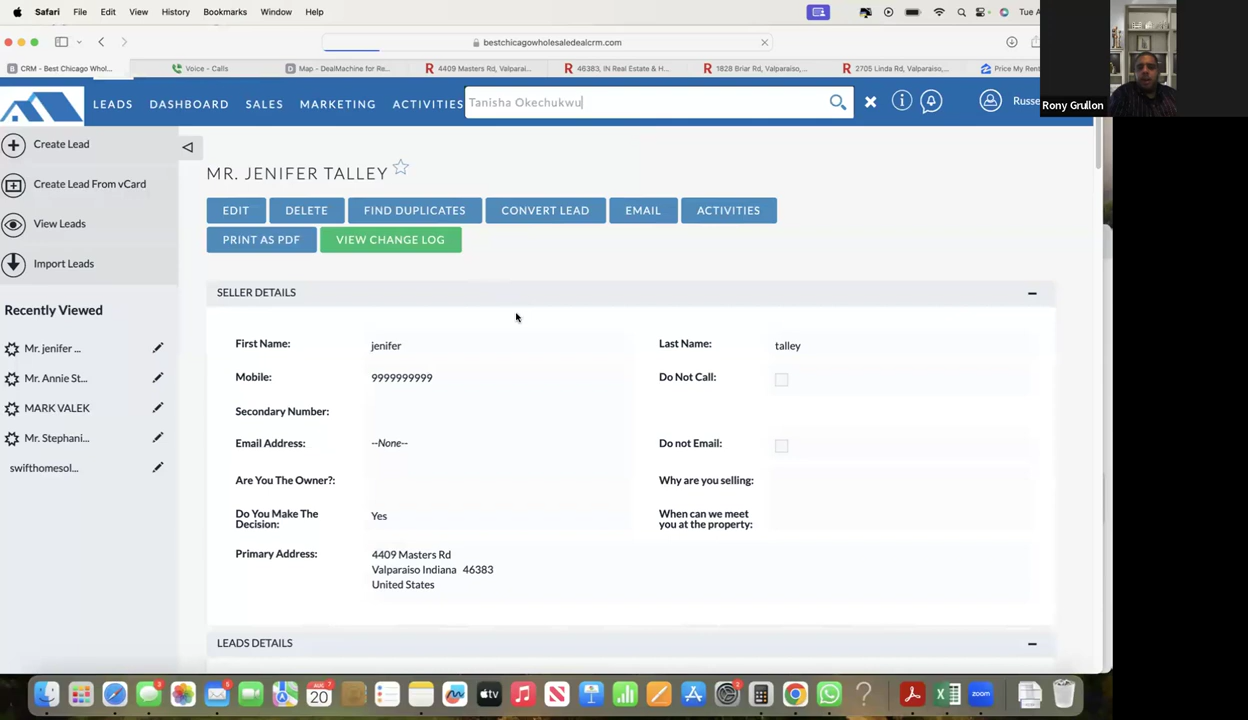 Safari File Edit View History Bookmarks Window Help Tue A
bestchicagowholesaledealcrm.com
CRM - Best Chicago Whol... Voice - Calls Map - DealMachine for Re... 4409 Masters Rd, Valparai... 46383, IN Real Estate & H... 1828 Briar Rd, Valparaiso,... 2705 Linda Rd, Valparaiso,... Price My Ren
Rony Grullon
LEADS DASHBOARD SALES MARKETING ACTIVITIES Tanisha Okechukwu Russe
Create Lead
Create Lead From vCard
View Leads
Import Leads
Recently Viewed
Mr. jenifer ...
Mr. Annie St...
MARK VALEK
Mr. Stephani...
swifthomesol...
MR. JENIFER TALLEY
EDIT DELETE FIND DUPLICATES CONVERT LEAD EMAIL ACTIVITIES
PRINT AS PDF VIEW CHANGE LOG
SELLER DETAILS
First Name: jenifer Last Name: talley
Mobile: 9999999999 Do Not Call:
Secondary Number:
Email Address: --None-- Do not Email:
Are You The Owner?: Why are you selling:
Do You Make The Decision: Yes When can we meet you at the property:
Primary Address: 4409 Masters Rd
Valparaiso Indiana 46383
United States
LEADS DETAILS
AUG
20